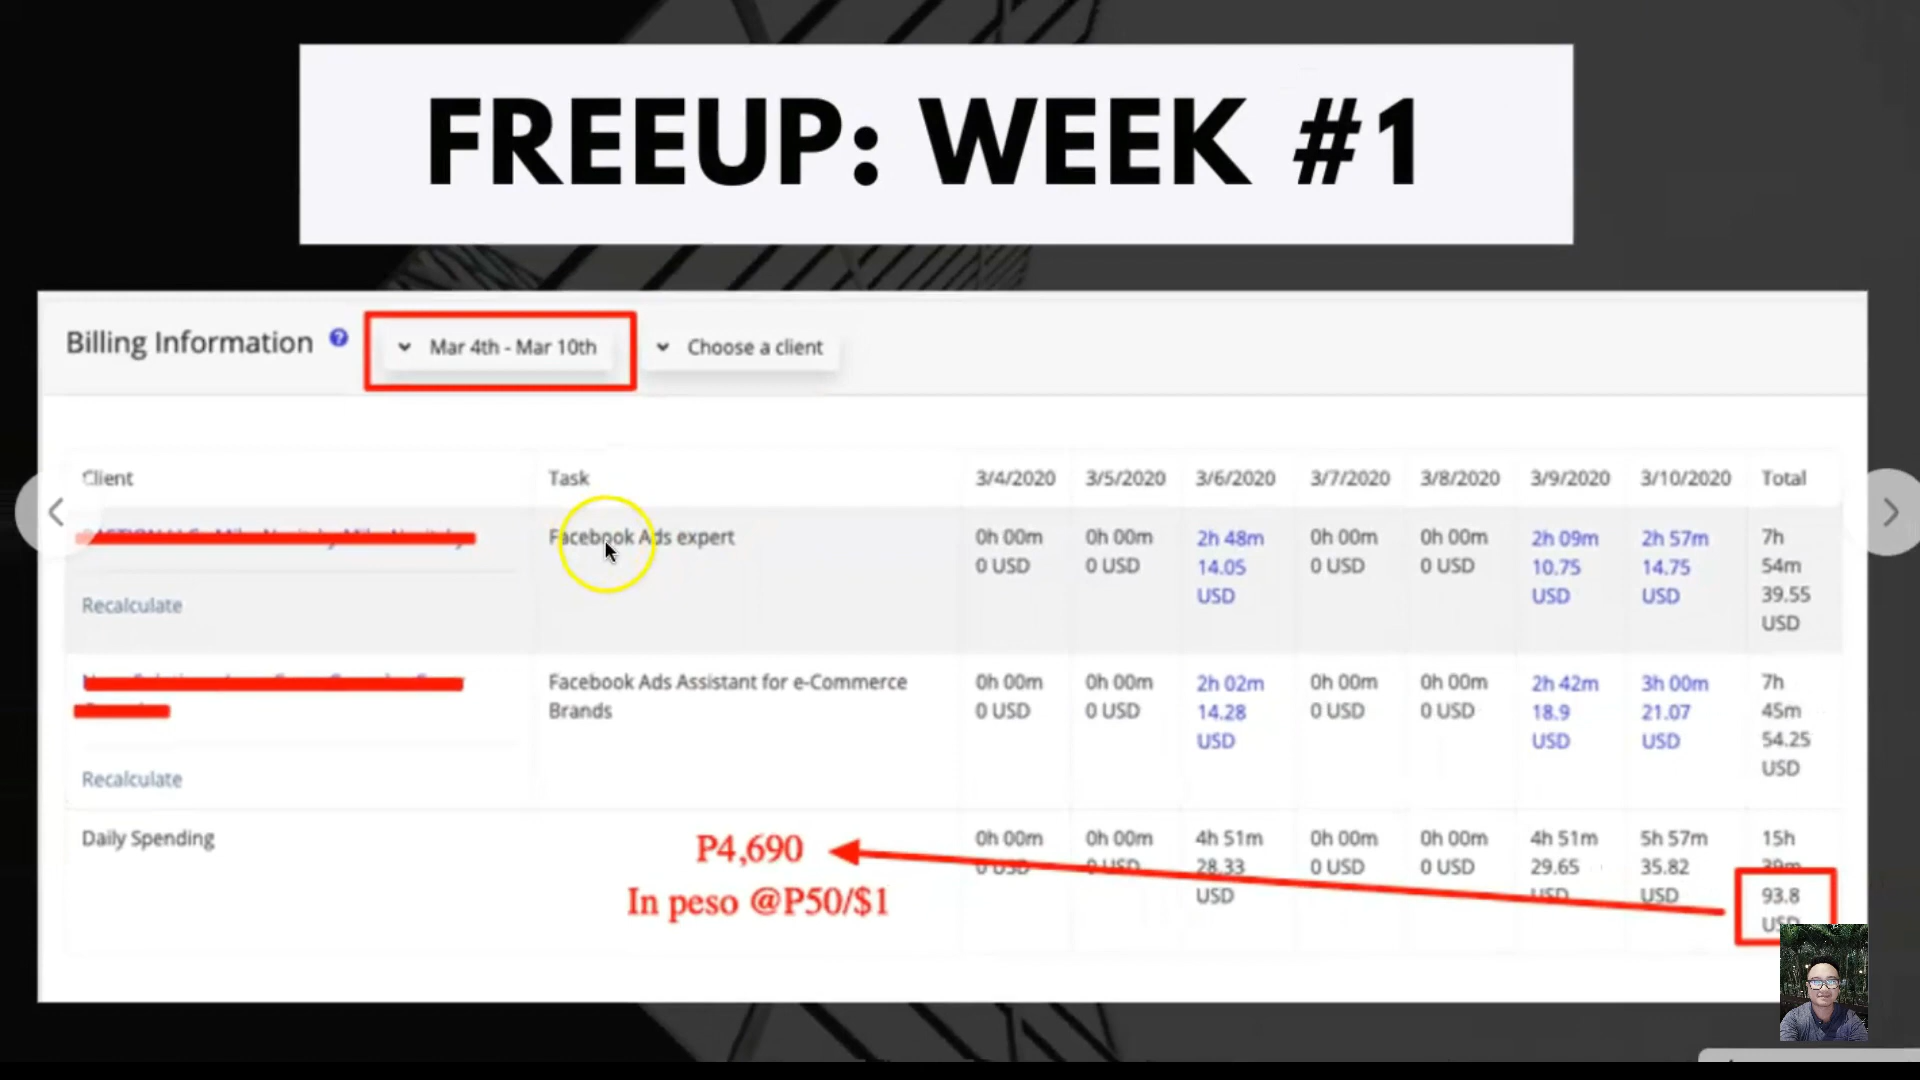 FREEUP: WEEK #1
Billing Information ? Mar 4th - Mar 10th Choose a client
Client Task 3/4/2020 3/5/2020 3/6/2020 3/7/2020 3/8/2020 3/9/2020 3/10/2020 Total
Facebook Ads expert 0h 00m 0h 00m 2h 48m 0h 00m 0h 00m 2h 09m 2h 57m 7h
0 USD 0 USD 14.05 0 USD 0 USD 10.75 14.75 54m
Recalculate USD USD USD 39.55
USD
Facebook Ads Assistant for e-Commerce 0h 00m 0h 00m 2h 02m 0h 00m 0h 00m 2h 42m 3h 00m 7h
Brands 0 USD 0 USD 14.28 0 USD 0 USD 18.9 21.07 45m
USD USD USD 54.25
Recalculate USD
Daily Spending P4,690 0h 00m 0h 00m 4h 51m 0h 00m 0h 00m 4h 51m 5h 57m 15h
0 USD 0 USD 28.33 0 USD 0 USD 29.65 35.82 39m
In peso @P50/$1 USD USD USD 93.8
USD